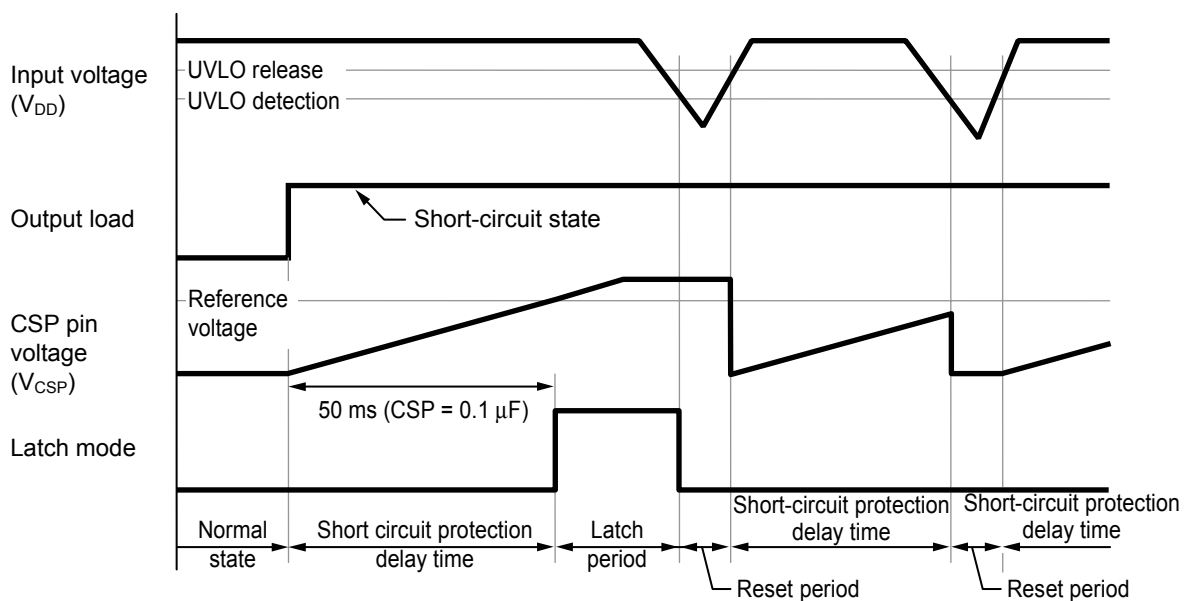 Input voltage
(VDD)
UVLO release
UVLO detection
Output load
Short-circuit state
CSP pin
voltage
(VCSP)
Reference
voltage
50 ms (CSP = 0.1 μF)
Latch mode
Normal
state
Short circuit protection
delay time
Latch
period
Reset period
Short-circuit protection
delay time
Reset period
Short-circuit protection
delay time